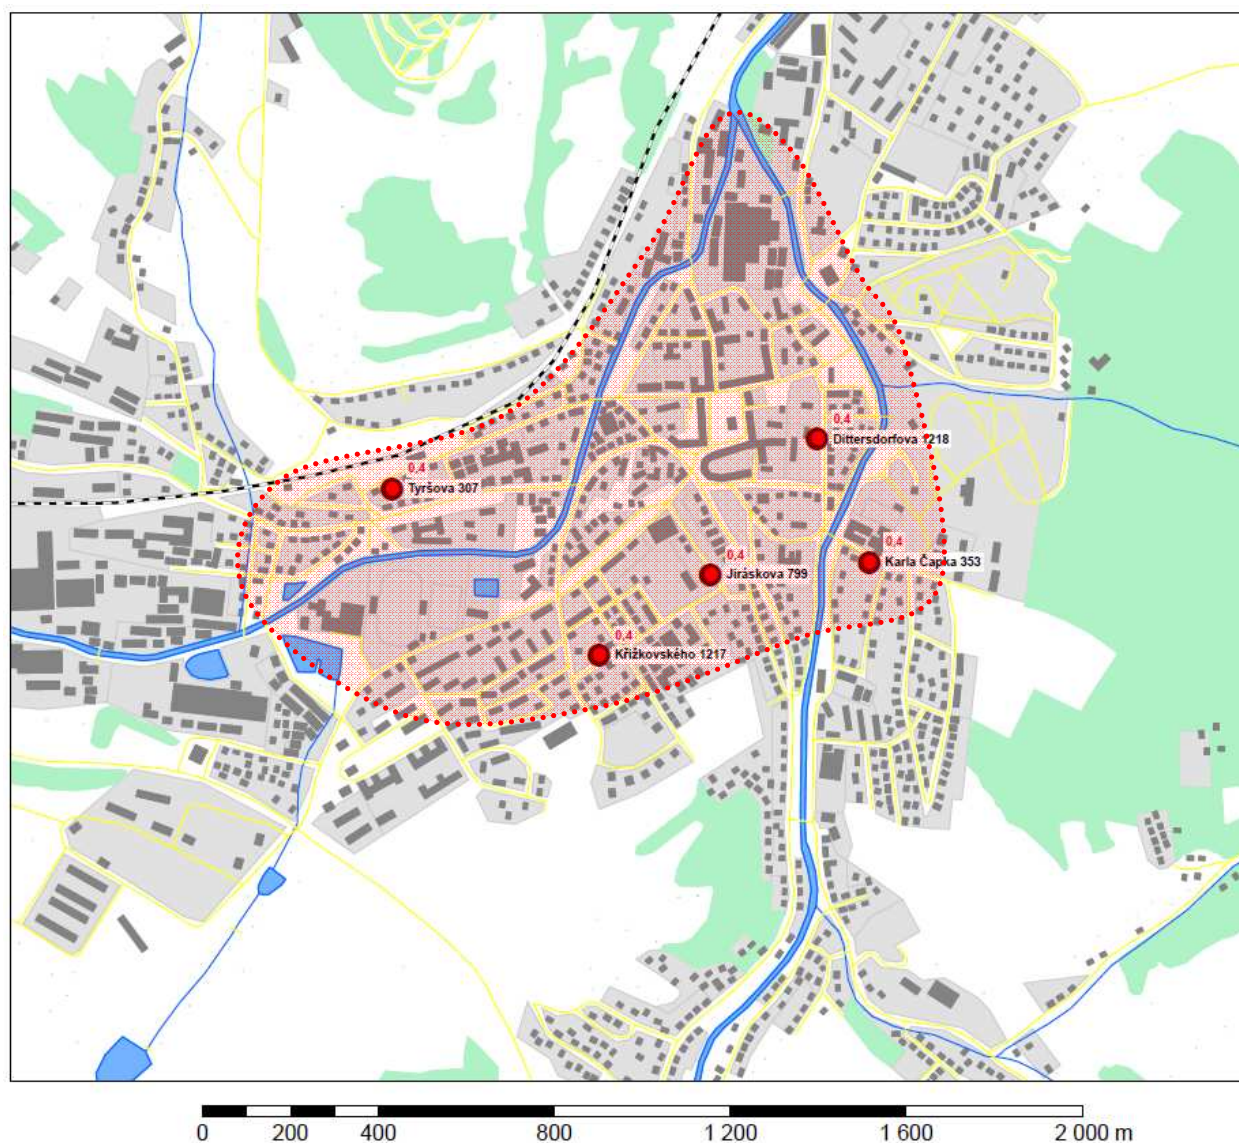 0.4
Dittersdorfova 1218
0.4
Tyršova 307
0.4
Karla Čapka 353
0.4
Jiráskova 799
0.4
Křižkovského 1217
0 200 400 800 1 200 1 600 2 000 m